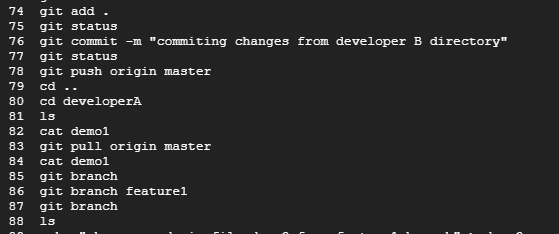 74 git add .
75 git status
76 git commit -m "commiting changes from developer B directory"
77 git status
78 git push origin master
79 cd ..
80 cd developerA
81 ls
82 cat demo1
83 git pull origin master
84 cat demo1
85 git branch
86 git branch feature1
87 git branch
88 ls